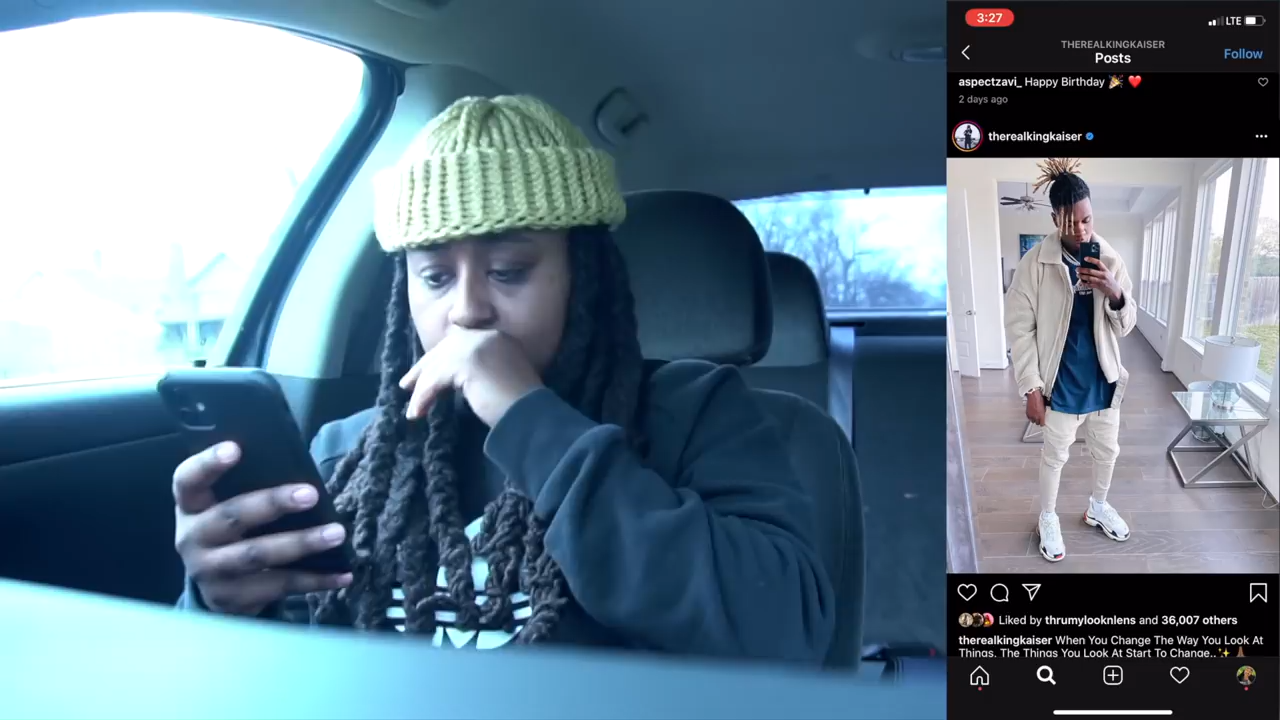 3:27
LTE
THEREALKINGKAISER
Posts
Follow
aspectzavi_ Happy Birthday 🎉 ❤️
2 days ago
therealkingkaiser
Liked by thrumylooknlens and 36,007 others
therealkingkaiser When You Change The Way You Look At
Things, The Things You Look At Start To Change..✨🙏🏾